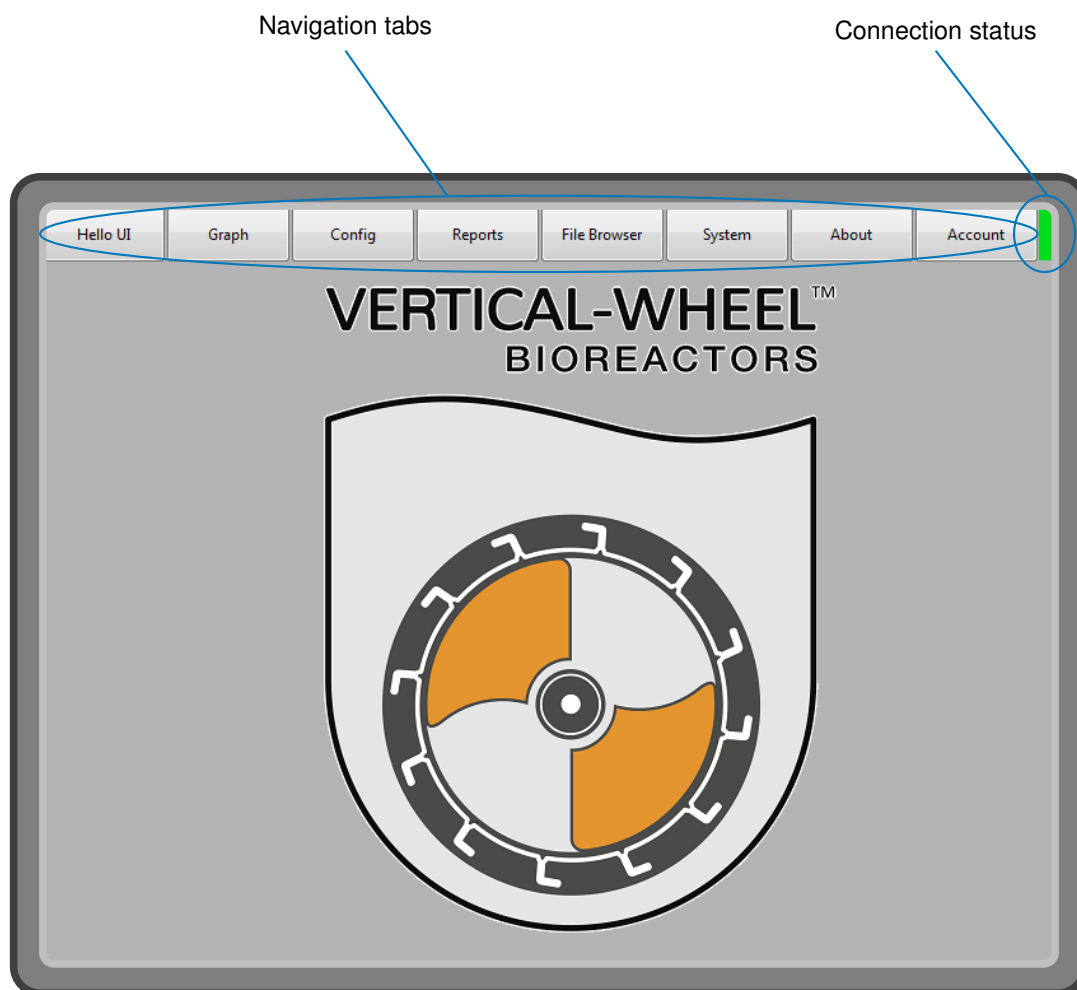 Navigation tabs
Connection status
Hello UI Graph Config Reports File Browser System About Account
VERTICAL-WHEEL™
BIOREACTORS